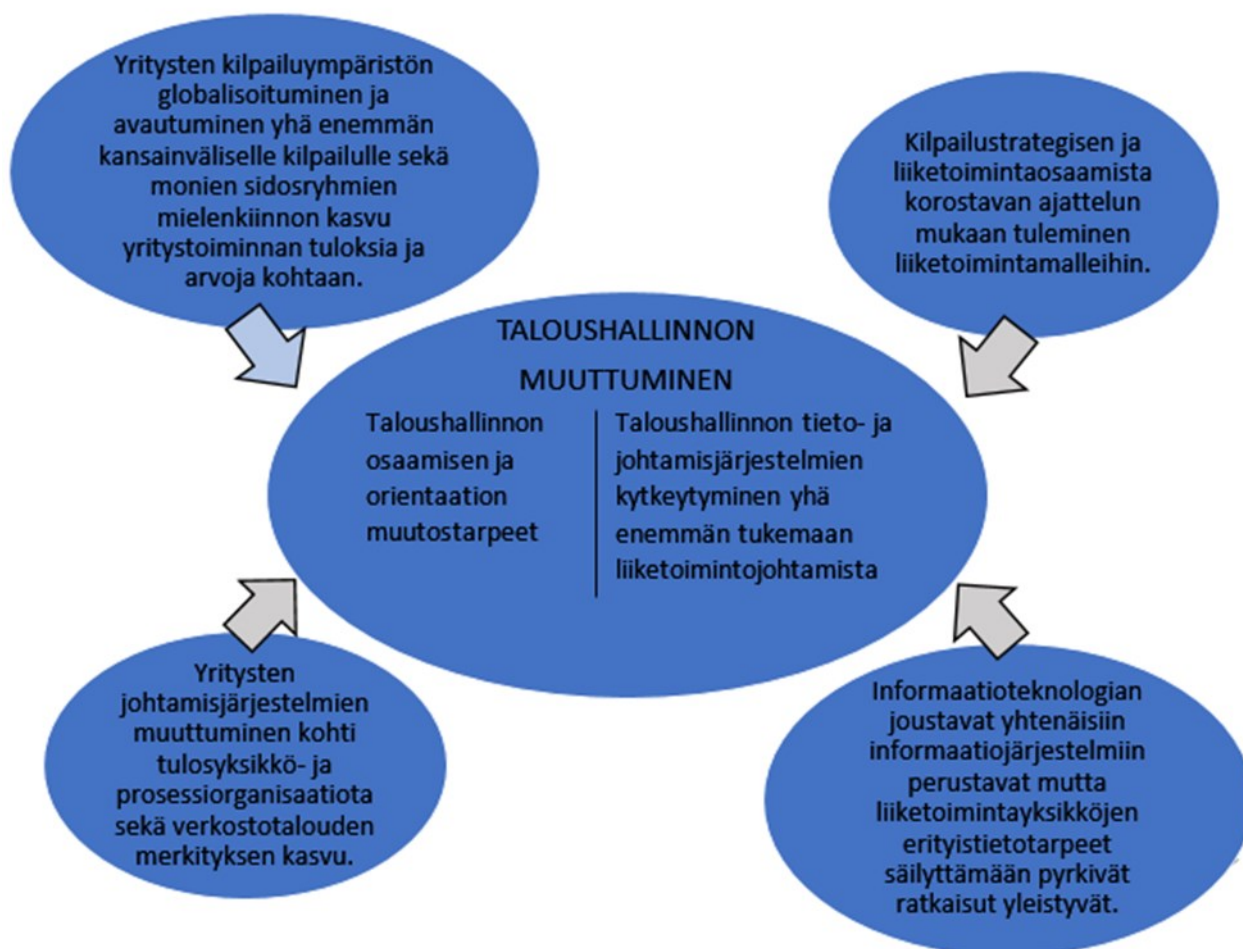 Yritysten kilpailuympäristön
globalisoituminen ja
avautuminen yhä enemmän
kansainväliselle kilpailulle sekä
monien sidosryhmien
mielenkiinnon kasvu
yritystoiminnan tuloksia ja
arvoja kohtaan.
Kilpailustrategisen ja
liiketoimintaosaamista
korostavan ajattelun
mukaan tuleminen
liiketoimintamalleihin.
TALOUSHALLINNON
MUUTTUMINEN
Taloushallinnon
osaamisen ja
orientaation
muutostarpeet
Taloushallinnon tieto- ja
johtamisjärjestelmien
kytkeytyminen yhä
enemmän tukemaan
liiketoimintojohtamista
Yritysten
johtamisjärjestelmien
muuttuminen kohti
tulosyksikkö- ja
prosessiorganisaatiota
sekä verkostotalouden
merkityksen kasvu.
Informaatioteknologian
joustavat yhtenäisiin
informaatiojärjestelmiin
perustavat mutta
liiketoimintayksikköjen
erityistietotarpeet
säilyttämään pyrkivät
ratkaisut yleistyvät.